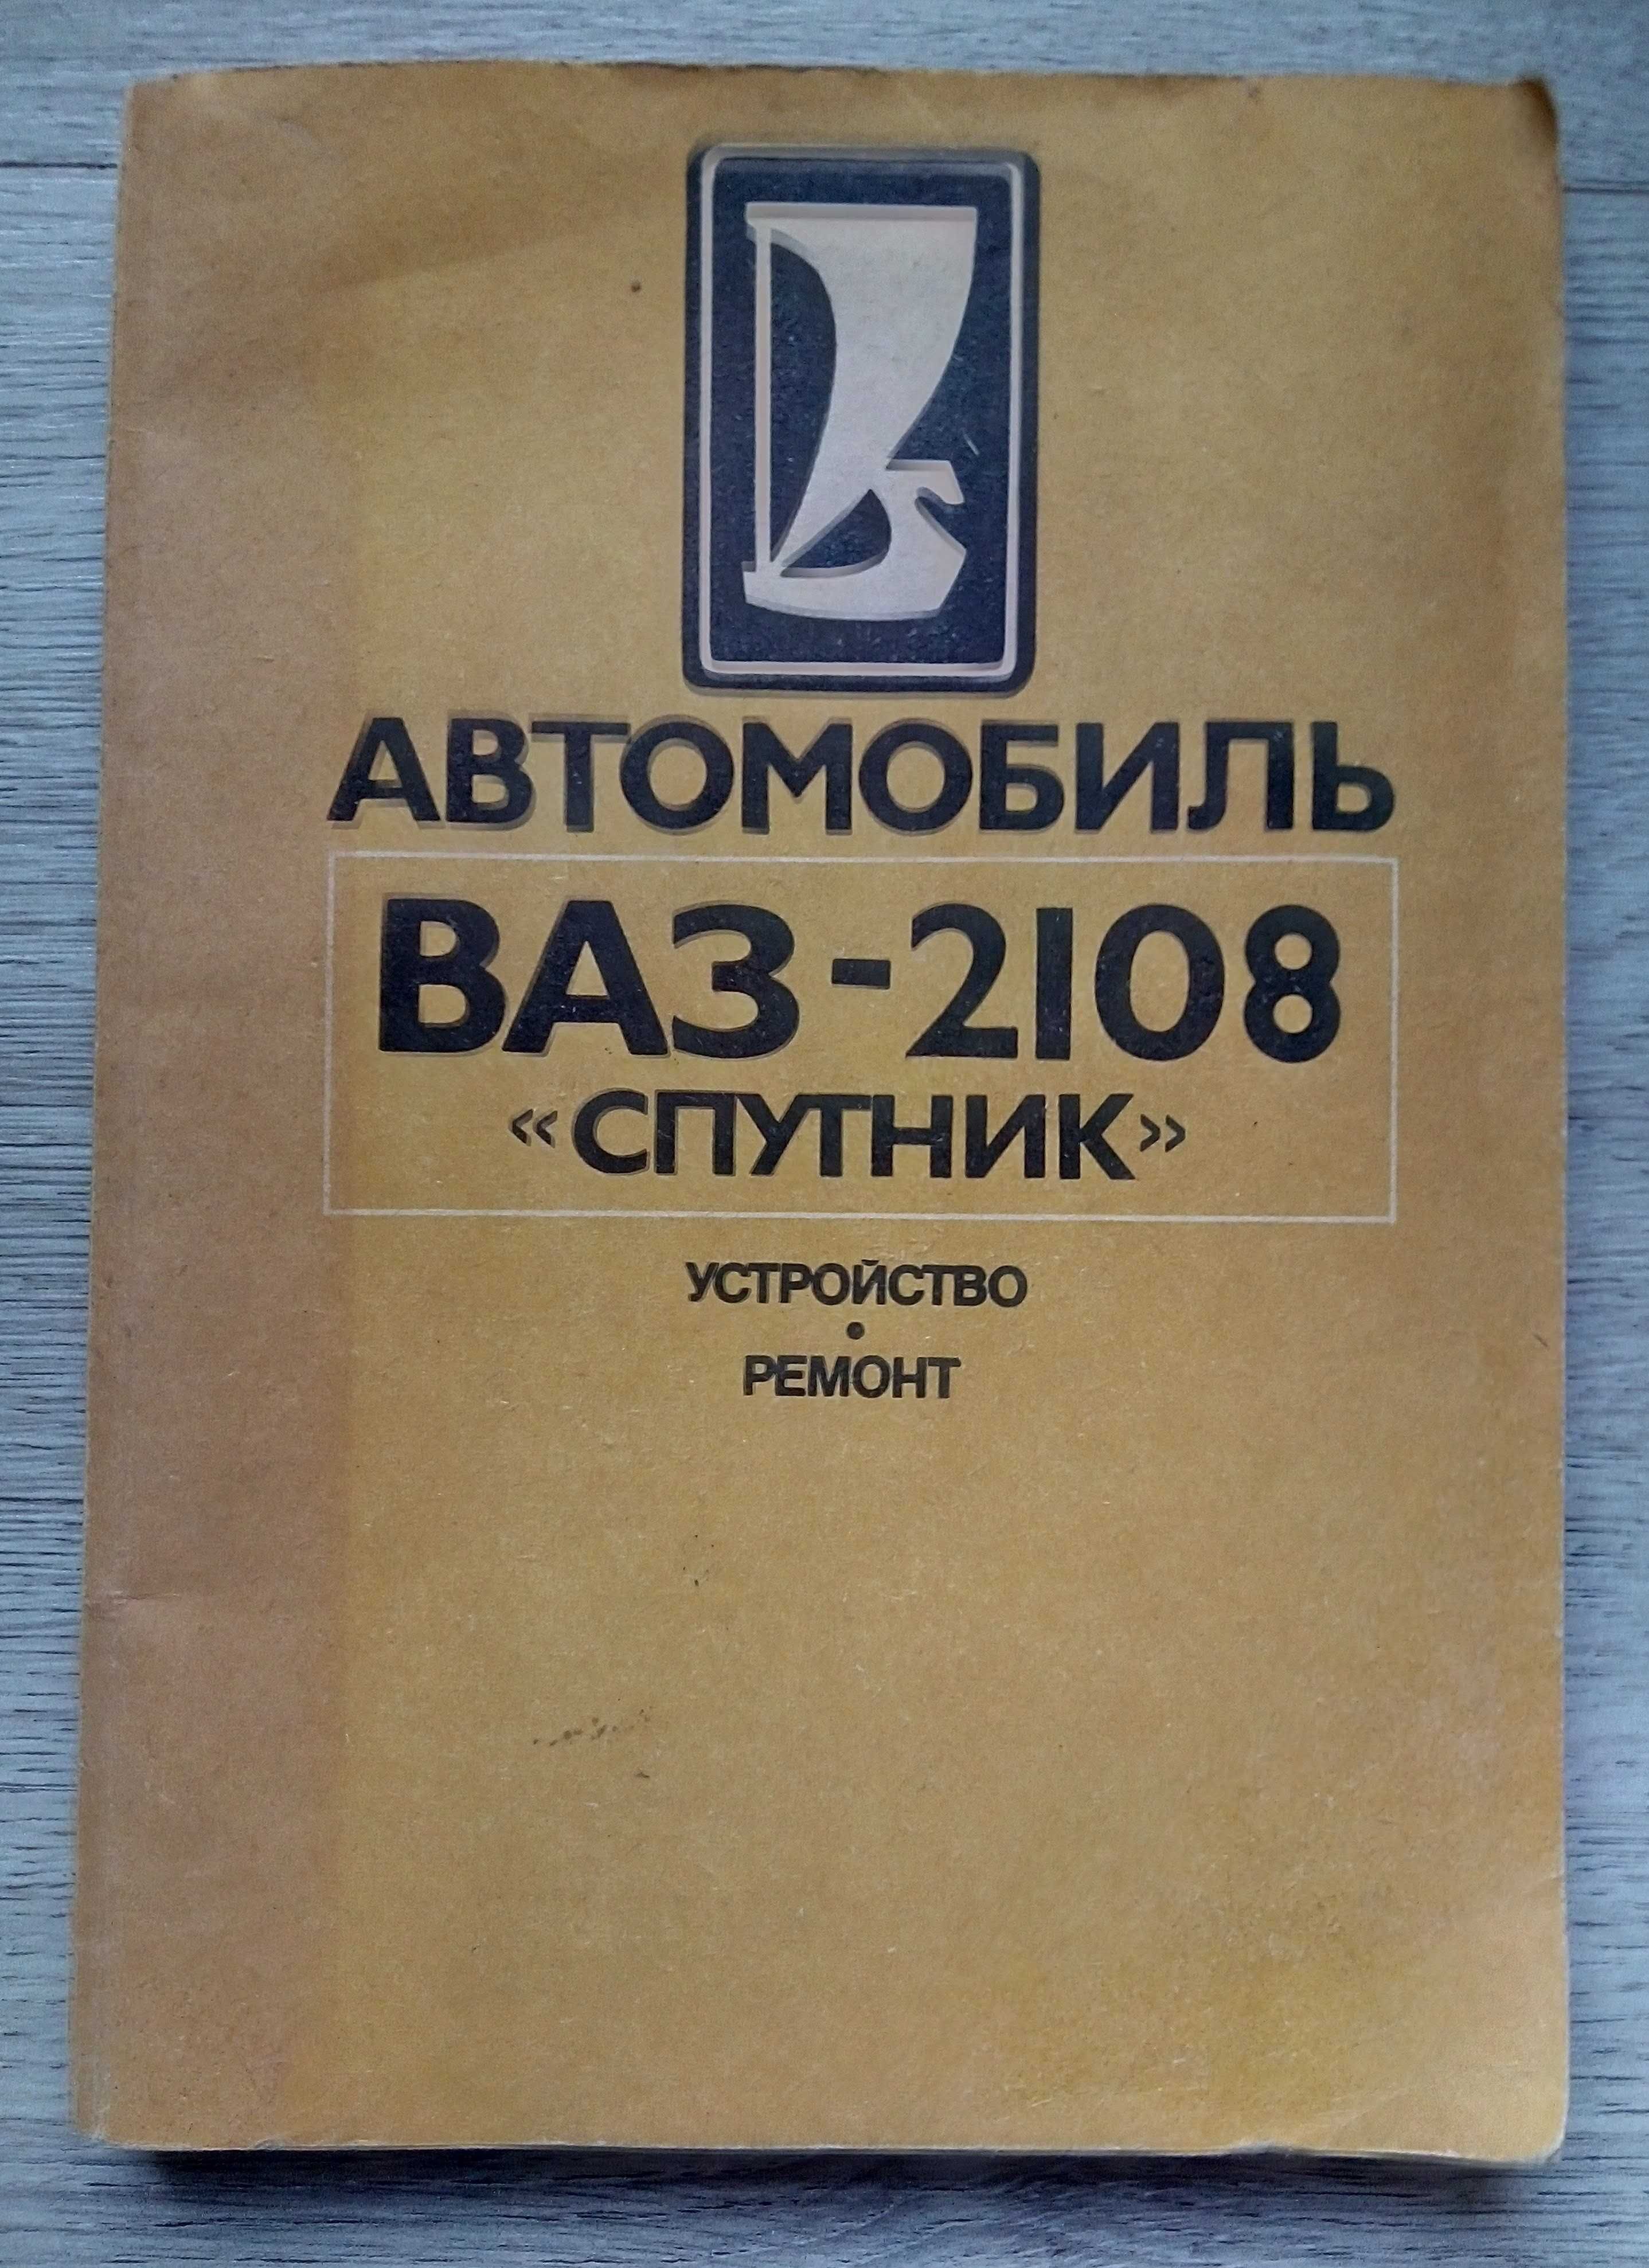 АВТОМОБИЛЬ
ВАЗ-2108
«СПУТНИК»
УСТРОЙСТВО
•
РЕМОНТ